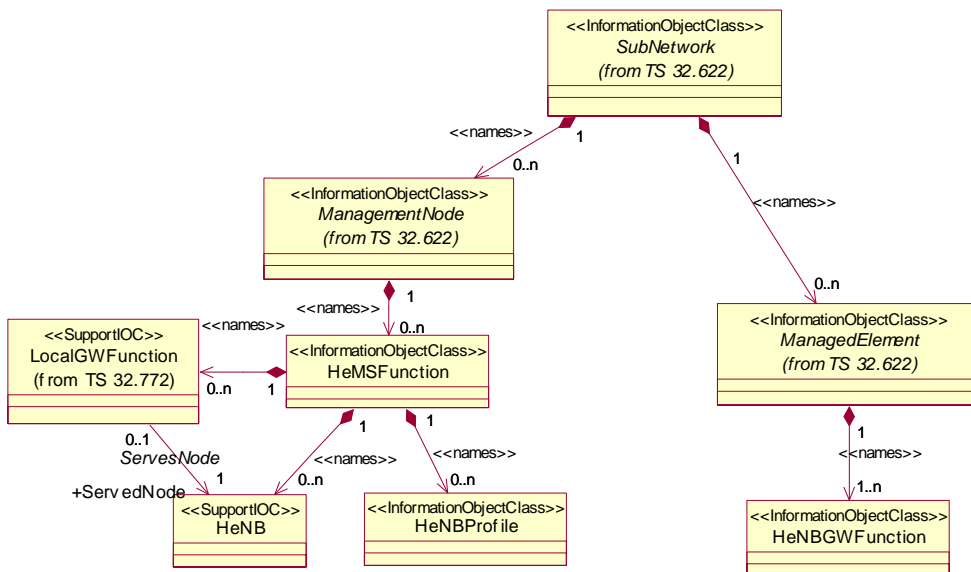 <<InformationObjectClass>>
SubNetwork
(from TS 32.622)
<<names>>
1
0..n
1
<<names>>
0..n
<<InformationObjectClass>>
ManagementNode
(from TS 32.622)
1
<<names>>
0..n
<<names>>
<<SupportIOC>>
LocalGWFunction
(from TS 32.772)
0..n
1
<<InformationObjectClass>>
HeMSFunction
<<InformationObjectClass>>
ManagedElement
(from TS 32.622)
0..1
ServesNode
1
+ServedNode
1
<<names>>
0..n
1
<<names>>
0..n
1
<<names>>
1..n
<<SupportIOC>>
HeNB
<<InformationObjectClass>>
HeNBProfile
<<InformationObjectClass>>
HeNBGWFunction